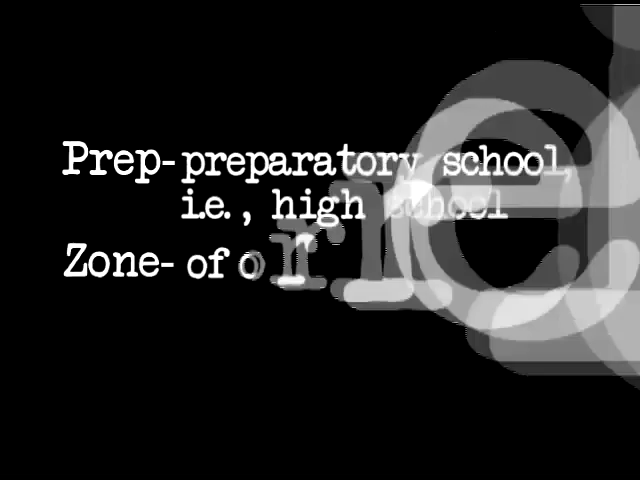 Prep- preparatory school,
i.e., high school
Zone- of